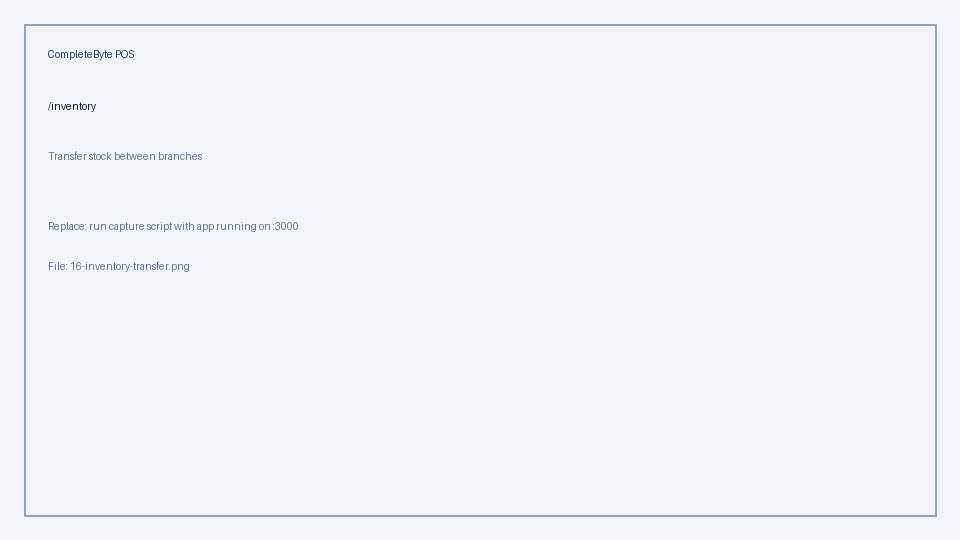 CompleteByte POS
/inventory
Transfer stock between branches
Replace: run capture script with app running on :3000
File: 16-inventory-transfer.png